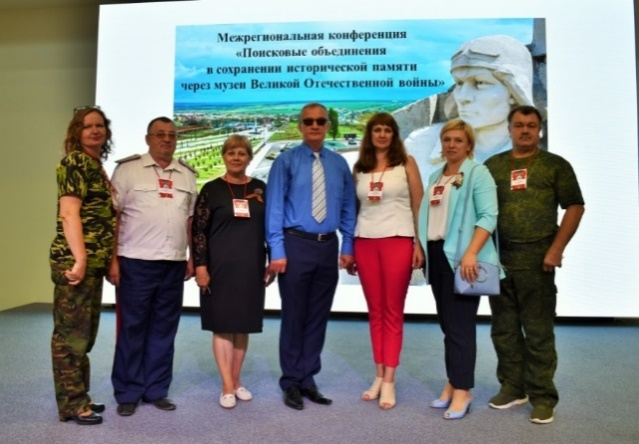 Межрегиональная конференция
«Поисковые объединения
в сохранении исторической памяти
через музеи Великой Отечественной войны»